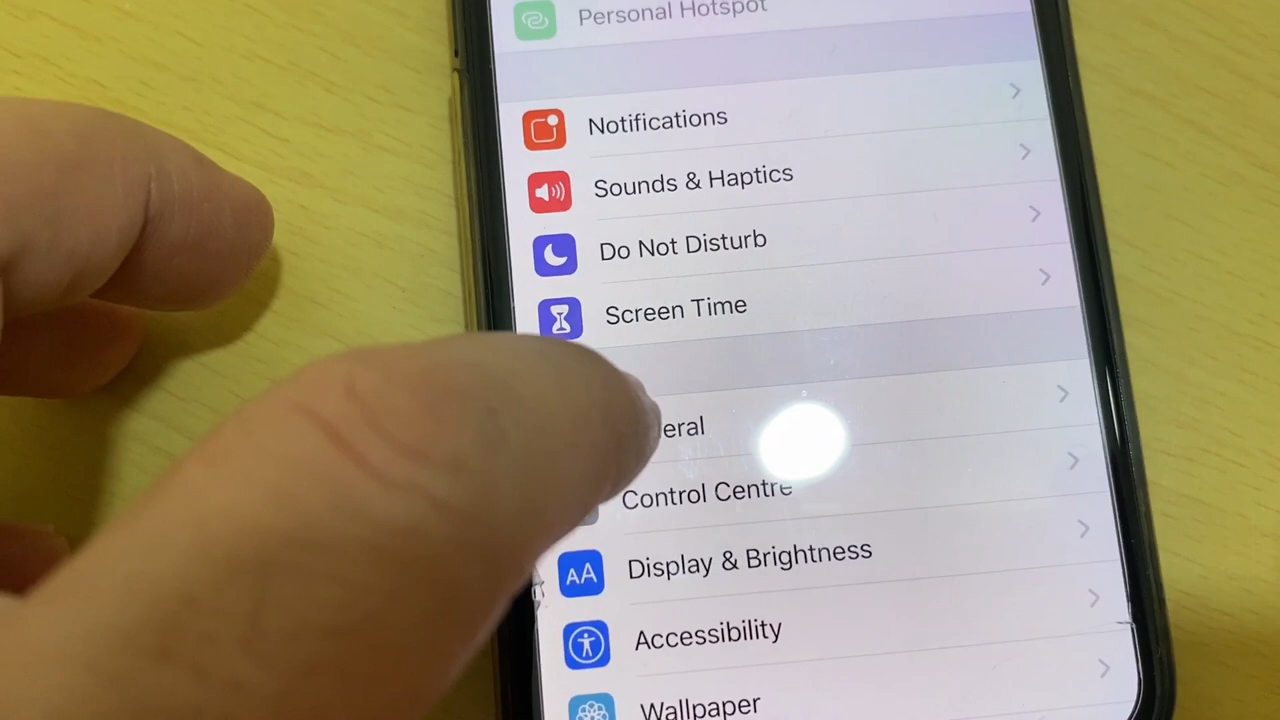 Personal Hotspot
Notifications
Sounds & Haptics
Do Not Disturb
Screen Time
eral
Control Centre
AA
Display & Brightness
Accessibility
Wallpaper